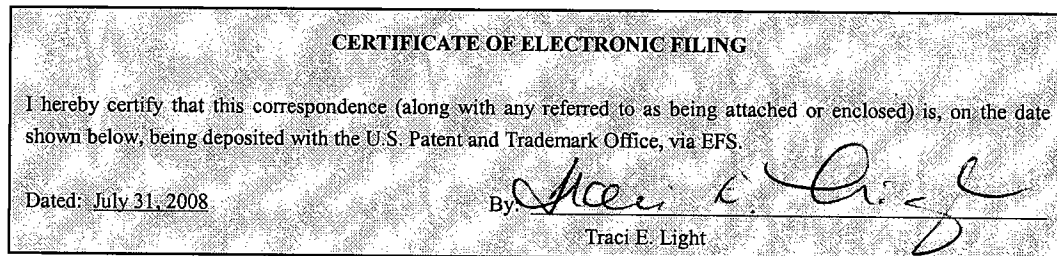 CERTIFICATE OF ELECTRONIC FILING
I hereby certify that this correspondence (along with any referred to as being attached or enclosed) is, on the date
shown below, being deposited with the U.S. Patent and Trademark Office, via EFS.
Dated: July 31, 2008 By: Traci E. Light
Traci E. Light